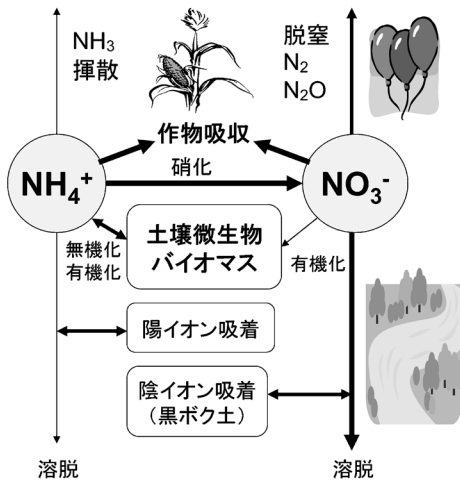 NH₃
揮散
脱窒
N₂
N₂O
作物吸収
NH₄⁺
硝化
NO₃⁻
無機化
有機化
土壌微生物
バイオマス
有機化
陽イオン吸着
陰イオン吸着
（黒ボク土）
溶脱
溶脱